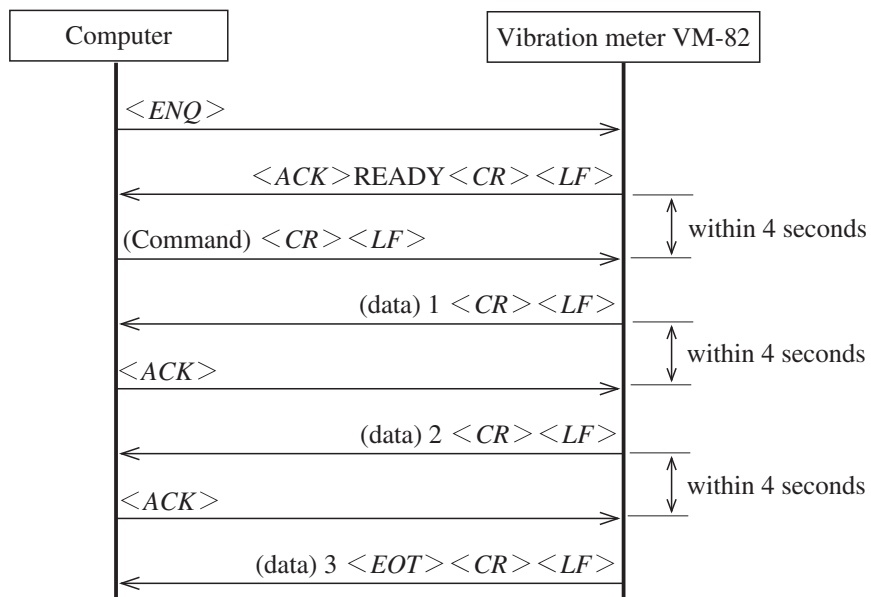 Computer
Vibration meter VM-82
<ENQ>
<ACK>READY<CR><LF>
within 4 seconds
(Command) <CR><LF>
(data) 1 <CR><LF>
within 4 seconds
<ACK>
(data) 2 <CR><LF>
within 4 seconds
<ACK>
(data) 3 <EOT><CR><LF>